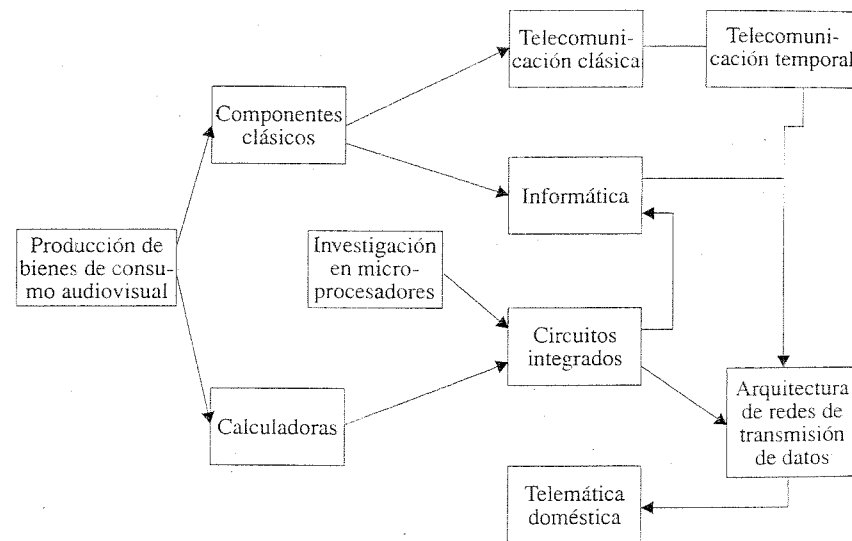 Telecomuni-
cación clásica
Telecomuni-
cación temporal
Componentes
clásicos
Informática
Producción de
bienes de consu-
mo audiovisual
Investigación
en micro-
procesadores
Circuitos
integrados
Arquitectura
de redes de
transmisión
de datos
Calculadoras
Telemática
doméstica